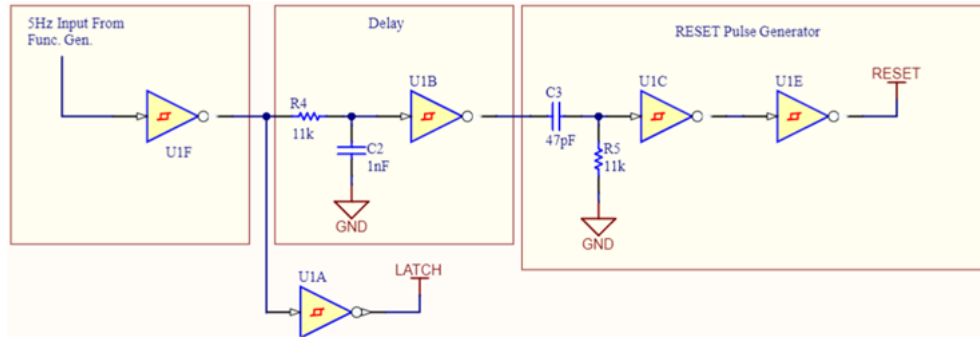 5Hz Input From
Func. Gen.
U1F
Delay
R4
11k
C2
1nF
GND
U1B
U1A
LATCH
RESET Pulse Generator
C3
47pF
R5
11k
GND
U1C
U1E
RESET